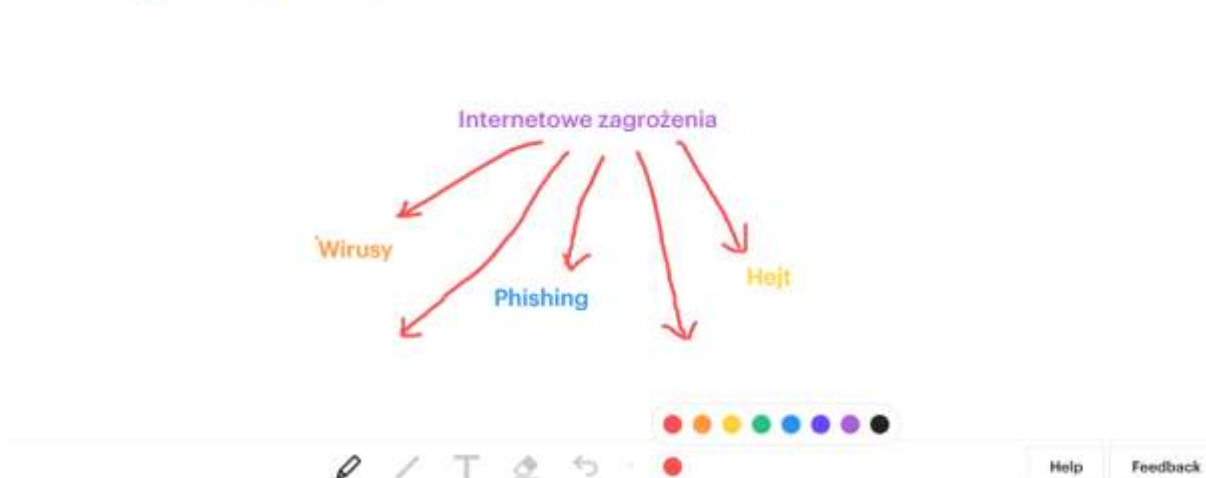 Internetowe zagrożenia
Wirusy
Hejt
Phishing
T
Help
Feedback